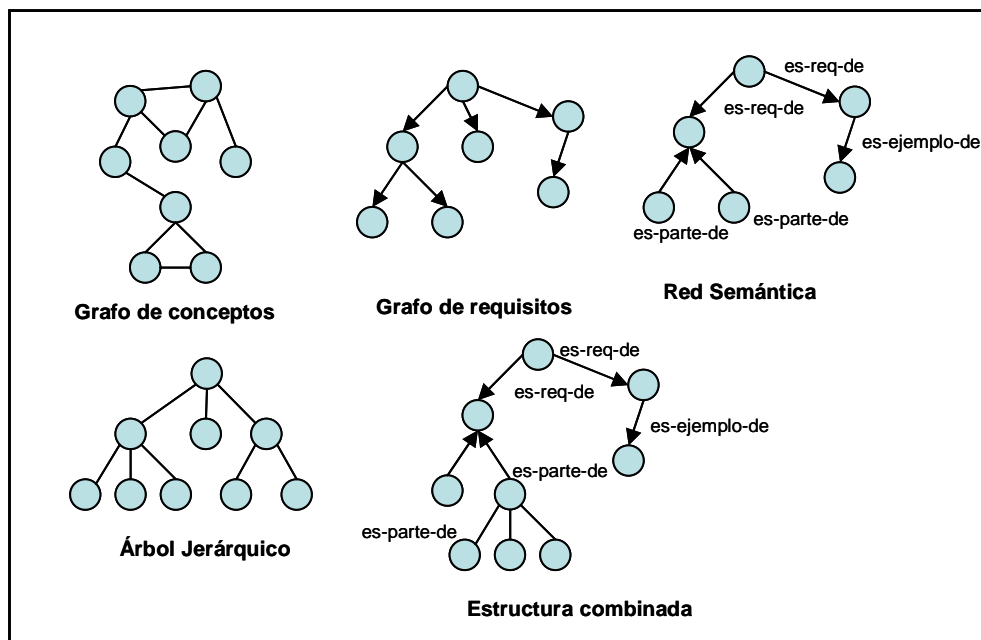 es-req-de
es-req-de
es-ejemplo-de
es-parte-de
es-parte-de
Grafo de conceptos
Grafo de requisitos
Red Semántica
es-req-de
es-req-de
es-ejemplo-de
es-parte-de
es-parte-de
Árbol Jerárquico
Estructura combinada